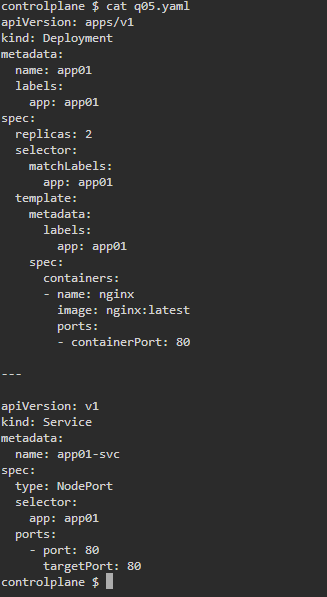 controlplane $ cat q05.yaml
apiVersion: apps/v1
kind: Deployment
metadata:
  name: app01
  labels:
    app: app01
spec:
  replicas: 2
  selector:
    matchLabels:
      app: app01
  template:
    metadata:
      labels:
        app: app01
    spec:
      containers:
      - name: nginx
        image: nginx:latest
        ports:
        - containerPort: 80

---

apiVersion: v1
kind: Service
metadata:
  name: app01-svc
spec:
  type: NodePort
  selector:
    app: app01
  ports:
    - port: 80
      targetPort: 80
controlplane $